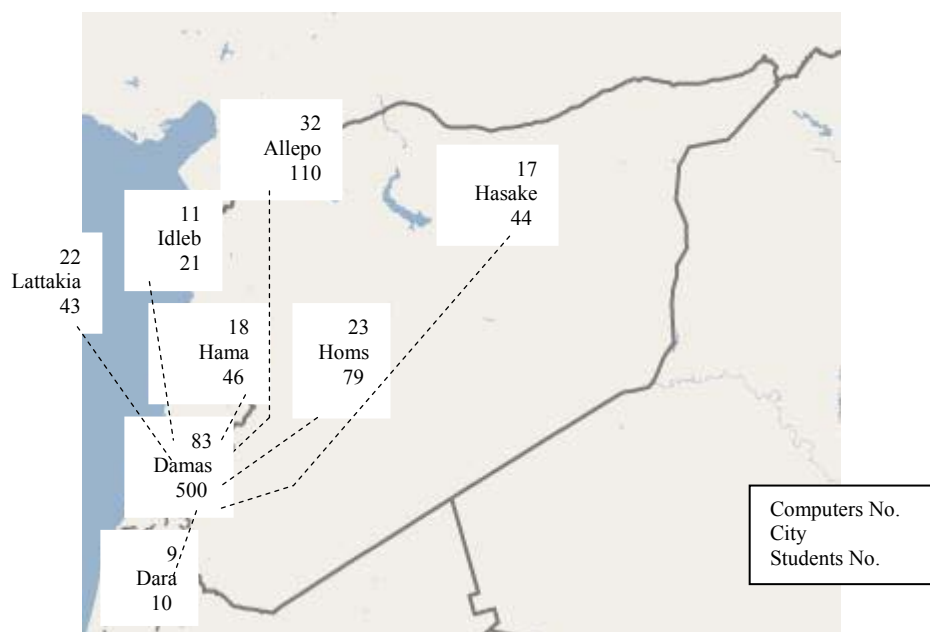 32
Allepo
110
17
Hasake
44
11
Idleb
21
22
Lattakia
43
18
Hama
46
23
Homs
79
83
Damas
500
9
Dara
10
Computers No.
City
Students No.